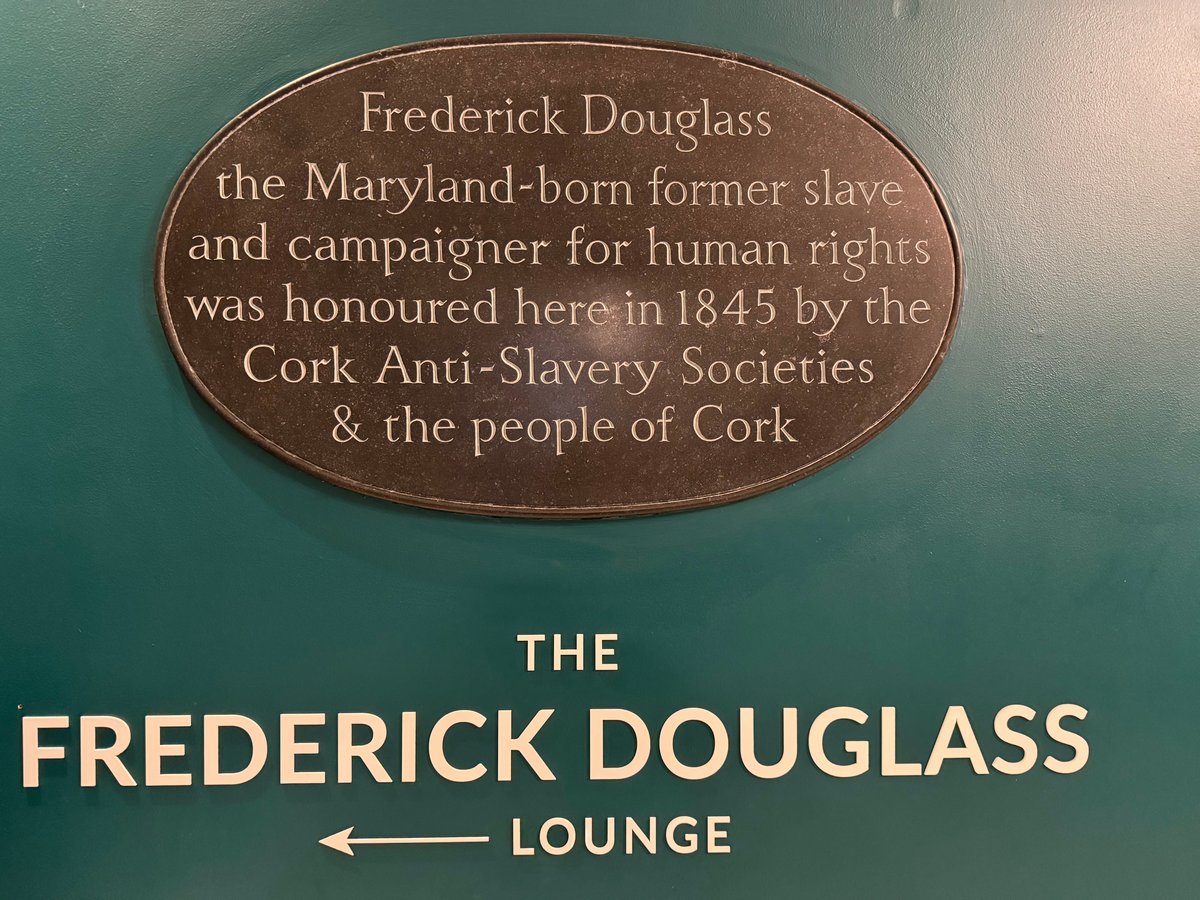 Frederick Douglass
the Maryland-born former slave
and campaigner for human rights
was honoured here in 1845 by the
Cork Anti-Slavery Societies
& the people of Cork
THE
FREDERICK DOUGLASS
LOUNGE